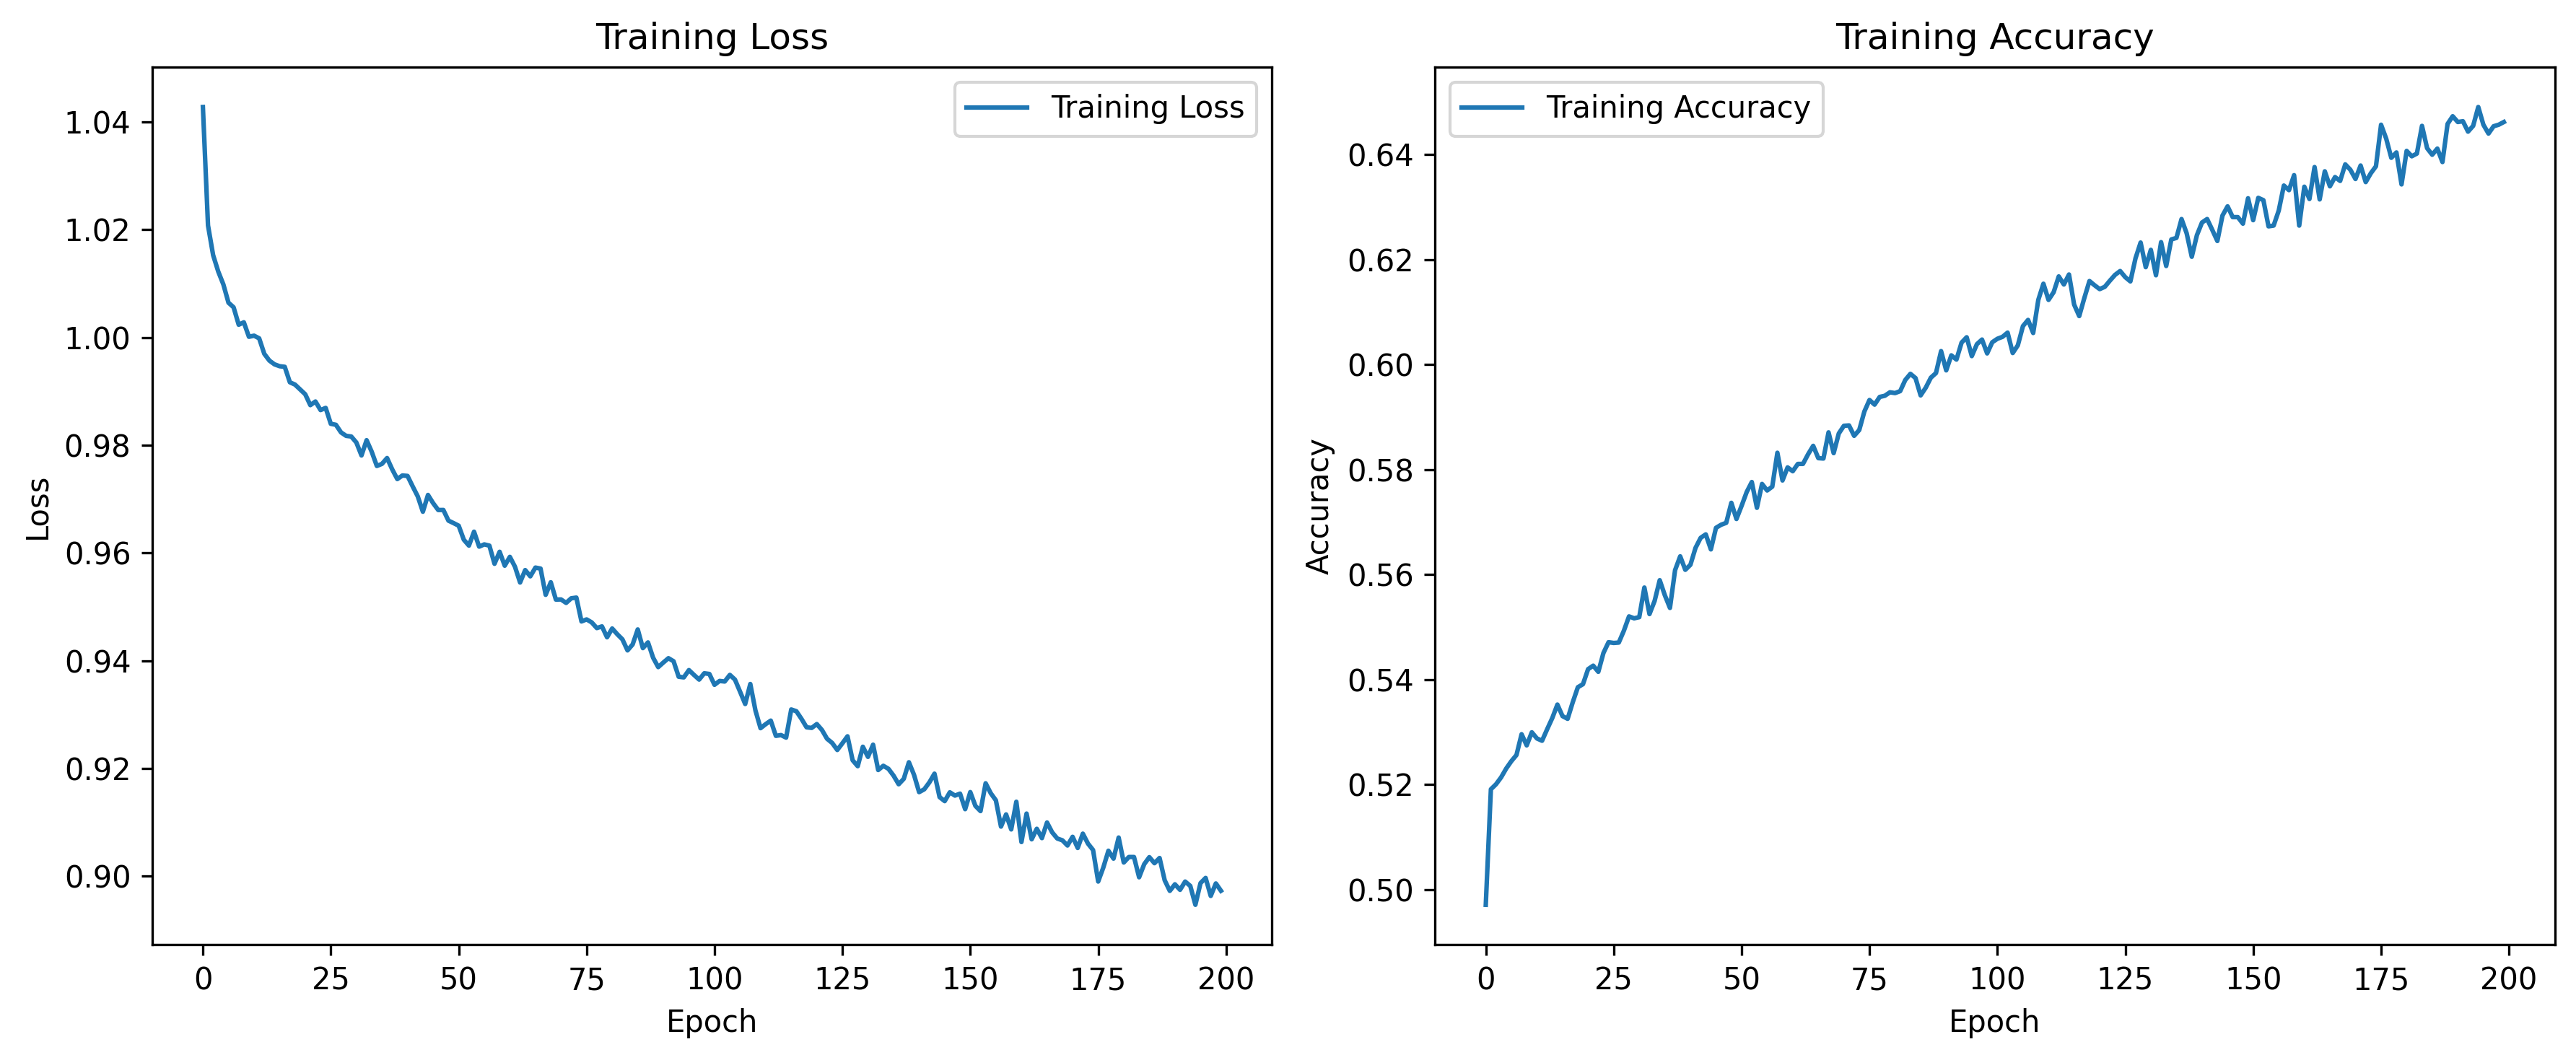 Training Loss
Training Loss
1.04
1.02
1.00
0.98
0.96
0.94
0.92
0.90
Loss
0 25 50 75 100 125 150 175 200
Epoch
Training Accuracy
Training Accuracy
0.64
0.62
0.60
0.58
0.56
0.54
0.52
0.50
Accuracy
0 25 50 75 100 125 150 175 200
Epoch